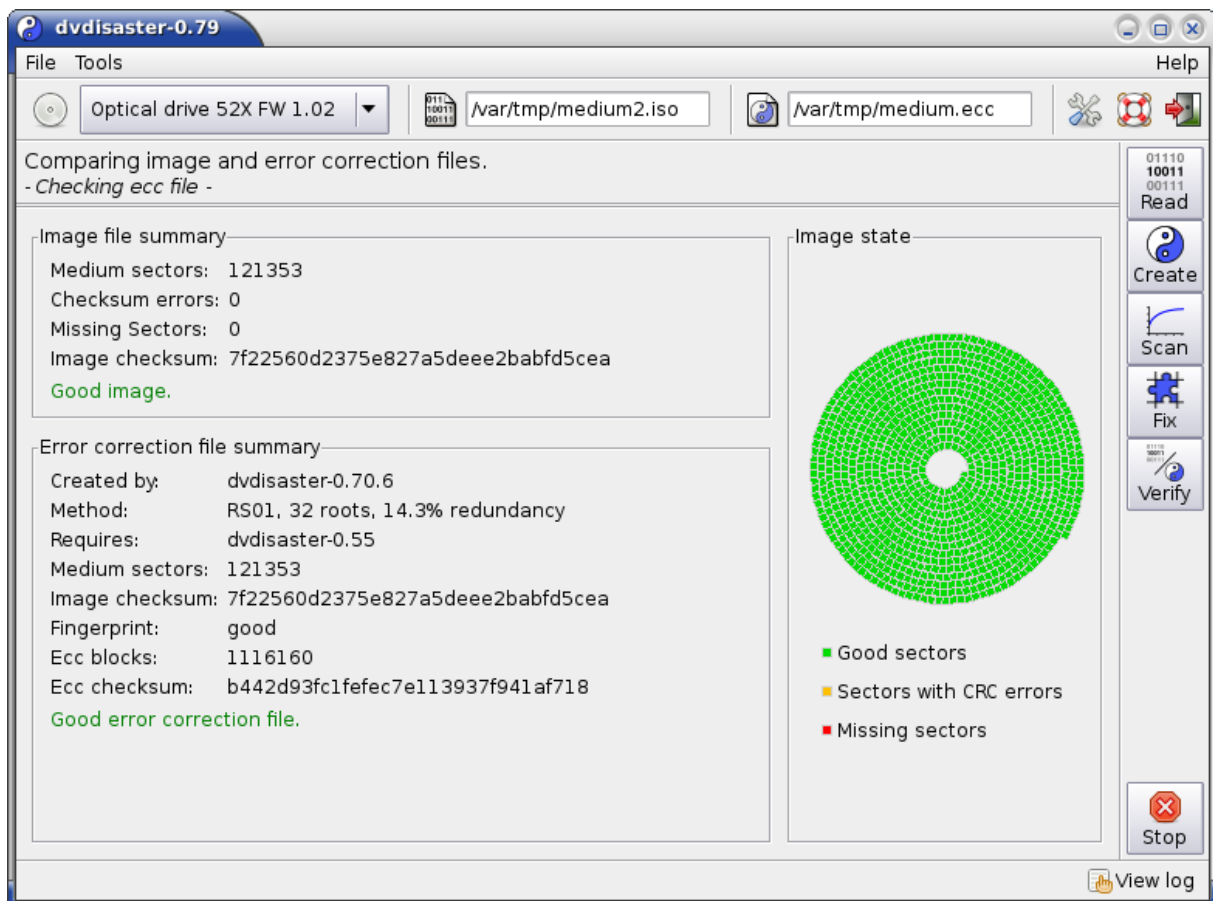 dvdisaster-0.79
File Tools Help
Optical drive 52X FW 1.02 /var/tmp/medium2.iso /var/tmp/medium.ecc
Comparing image and error correction files.
- Checking ecc file -
Image file summary
Medium sectors: 121353
Checksum errors: 0
Missing Sectors: 0
Image checksum: 7f22560d2375e827a5deee2babfd5cea
Good image.
Error correction file summary
Created by: dvdisaster-0.70.6
Method: RS01, 32 roots, 14.3% redundancy
Requires: dvdisaster-0.55
Medium sectors: 121353
Image checksum: 7f22560d2375e827a5deee2babfd5cea
Fingerprint: good
Ecc blocks: 1116160
Ecc checksum: b442d93fc1fefec7e113937f941af718
Good error correction file.
Image state
Good sectors
Sectors with CRC errors
Missing sectors
01110
10011
00111
Read
Create
Scan
Fix
Verify
Stop
View log